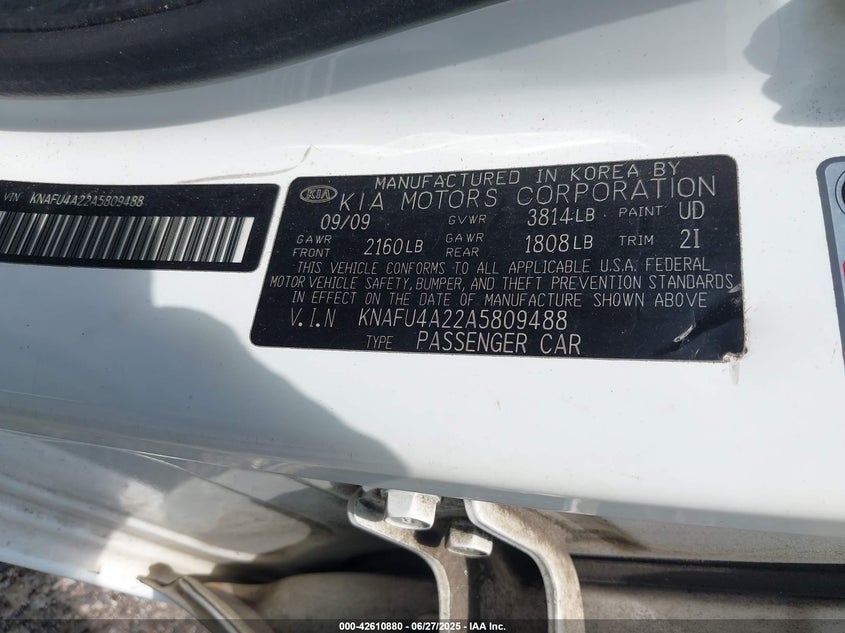 VIN KNAFU4A22A5809488
MANUFACTURED IN KOREA BY
KIA KIA MOTORS CORPORATION
09/09 GVWR 3814LB PAINT UD
GAWR FRONT 2160LB GAWR REAR 1808LB TRIM 2I
THIS VEHICLE CONFORMS TO ALL APPLICABLE U.S.A. FEDERAL
MOTOR VEHICLE SAFETY, BUMPER, AND THEFT PREVENTION STANDARDS
IN EFFECT ON THE DATE OF MANUFACTURE SHOWN ABOVE
V.I.N KNAFU4A22A5809488
TYPE PASSENGER CAR
000-42610880 | 06/27/2025 | IAA Inc.